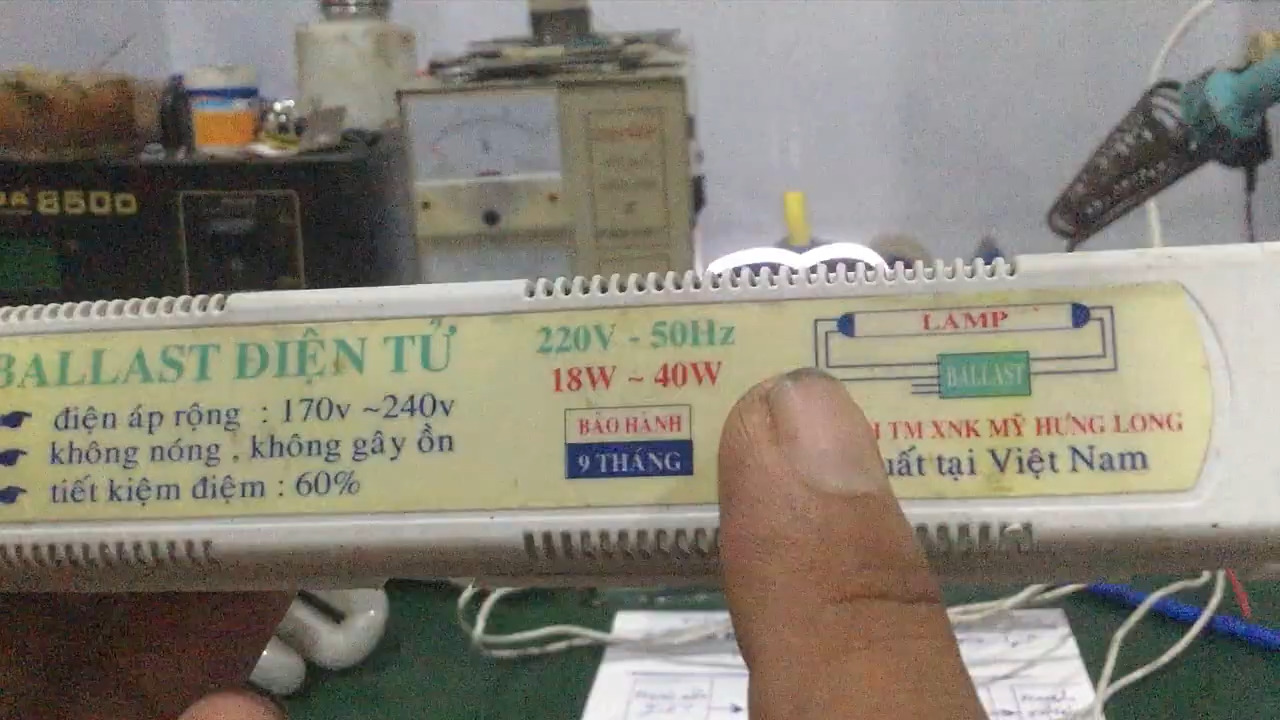 8500
BALLAST ĐIỆN TỬ
điện áp rộng : 170v ~240v
không nóng , không gây ồn
tiết kiệm điệm : 60%
220V - 50Hz
18W ~ 40W
BẢO HÀNH
9 THÁNG
LAMP
BALLAST
TM XNK MỸ HƯNG LONG
tại Việt Nam